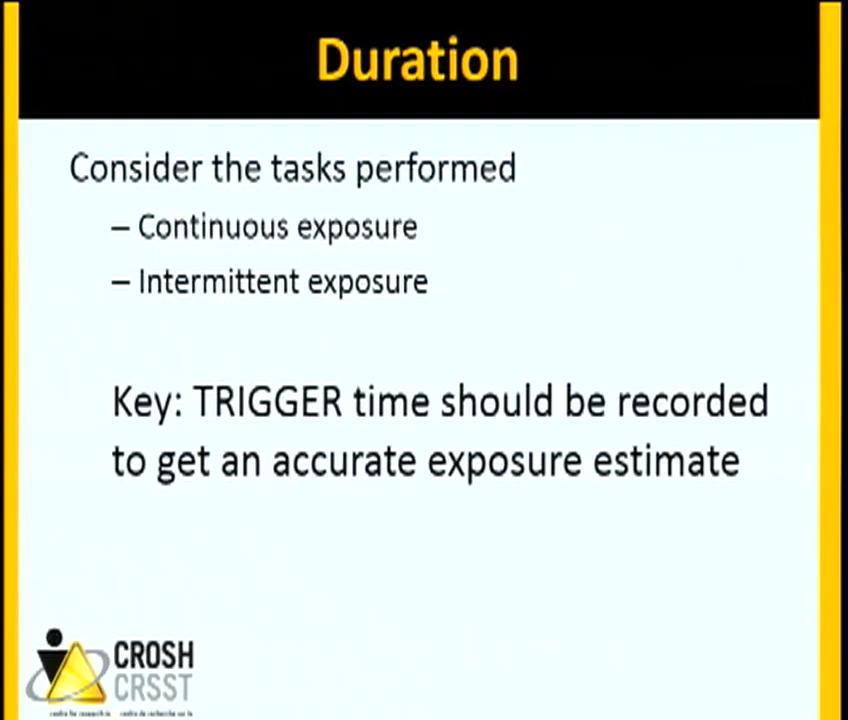 Duration
Consider the tasks performed
– Continuous exposure
– Intermittent exposure
Key: TRIGGER time should be recorded
to get an accurate exposure estimate
CROSH
CRSST